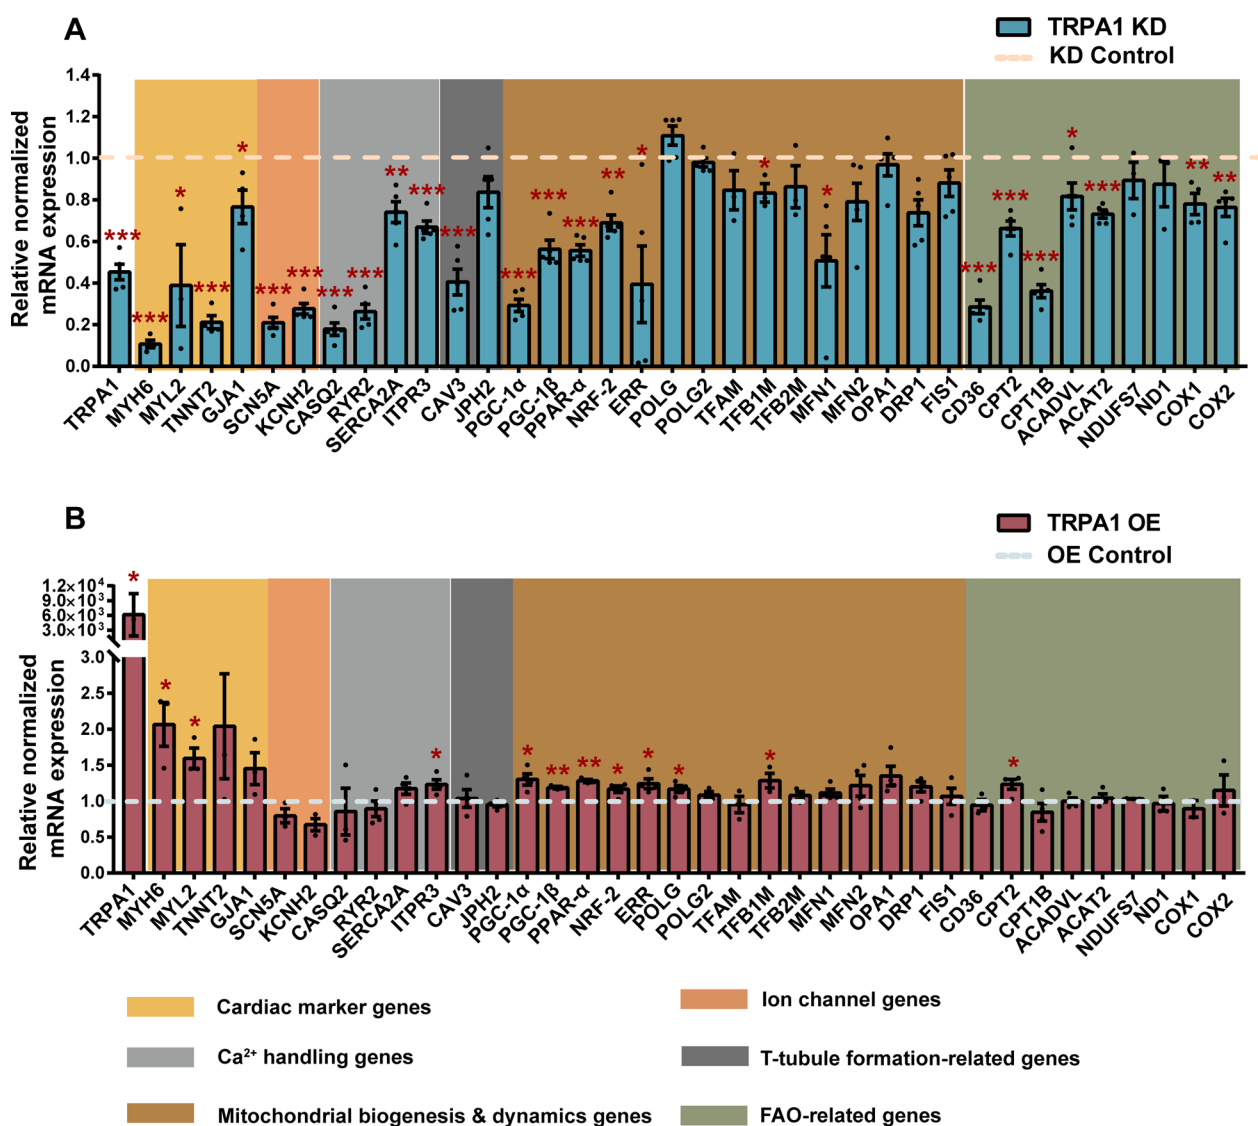 A
TRPA1 KD
KD Control
Relative normalized
mRNA expression
1.4
1.2
1.0
0.8
0.6
0.4
0.2
0.0
*** *** * *** * *** *** *** *** ** *** *** *** *** *** ** * * * *** *** *** * *** ** **
TRPA1 MYH6 MYL2 TNNT2 GJA1 SCN5A KCNH2 CASQ2 RYR2 SERCA2A ITPR3 CAV3 JPH2 PGC-1α PGC-1β PPAR-α NRF-2 ERR POLG POLG2 TFAM TFB1M TFB2M MFN1 MFN2 OPA1 DRP1 FIS1 CD36 CPT2 CPT1B ACADVL ACAT2 NDUFS7 ND1 COX1 COX2
B
TRPA1 OE
OE Control
Relative normalized
mRNA expression
1.2×10⁴
9.0×10³
6.0×10³
3.0×10³
3.0
2.5
2.0
1.5
1.0
0.5
0.0
* * * * * ** ** * * * * *
TRPA1 MYH6 MYL2 TNNT2 GJA1 SCN5A KCNH2 CASQ2 RYR2 SERCA2A ITPR3 CAV3 JPH2 PGC-1α PGC-1β PPAR-α NRF-2 ERR POLG POLG2 TFAM TFB1M TFB2M MFN1 MFN2 OPA1 DRP1 FIS1 CD36 CPT2 CPT1B ACADVL ACAT2 NDUFS7 ND1 COX1 COX2
Cardiac marker genes
Ion channel genes
Ca²⁺ handling genes
T-tubule formation-related genes
Mitochondrial biogenesis & dynamics genes
FAO-related genes